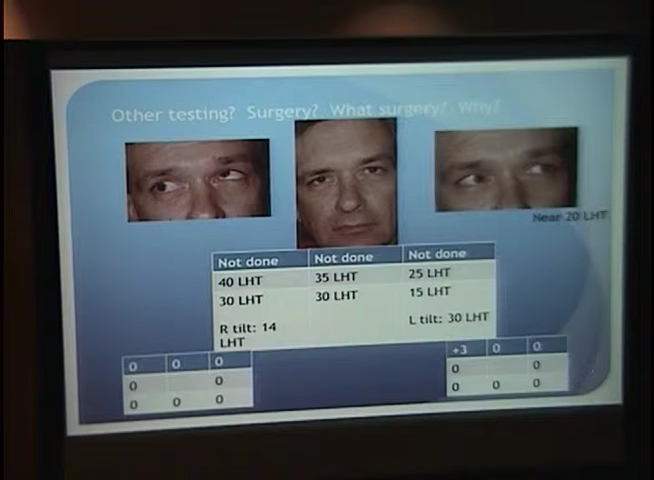 Other testing? Surgery? What surgery? Why?
Near 20 LHT
Not done Not done Not done
40 LHT 35 LHT 25 LHT
30 LHT 30 LHT 15 LHT
R tilt: 14 LHT L tilt: 30 LHT
0 0 0
0 0
0 0 0
+3 0 0
0 0
0 0 0